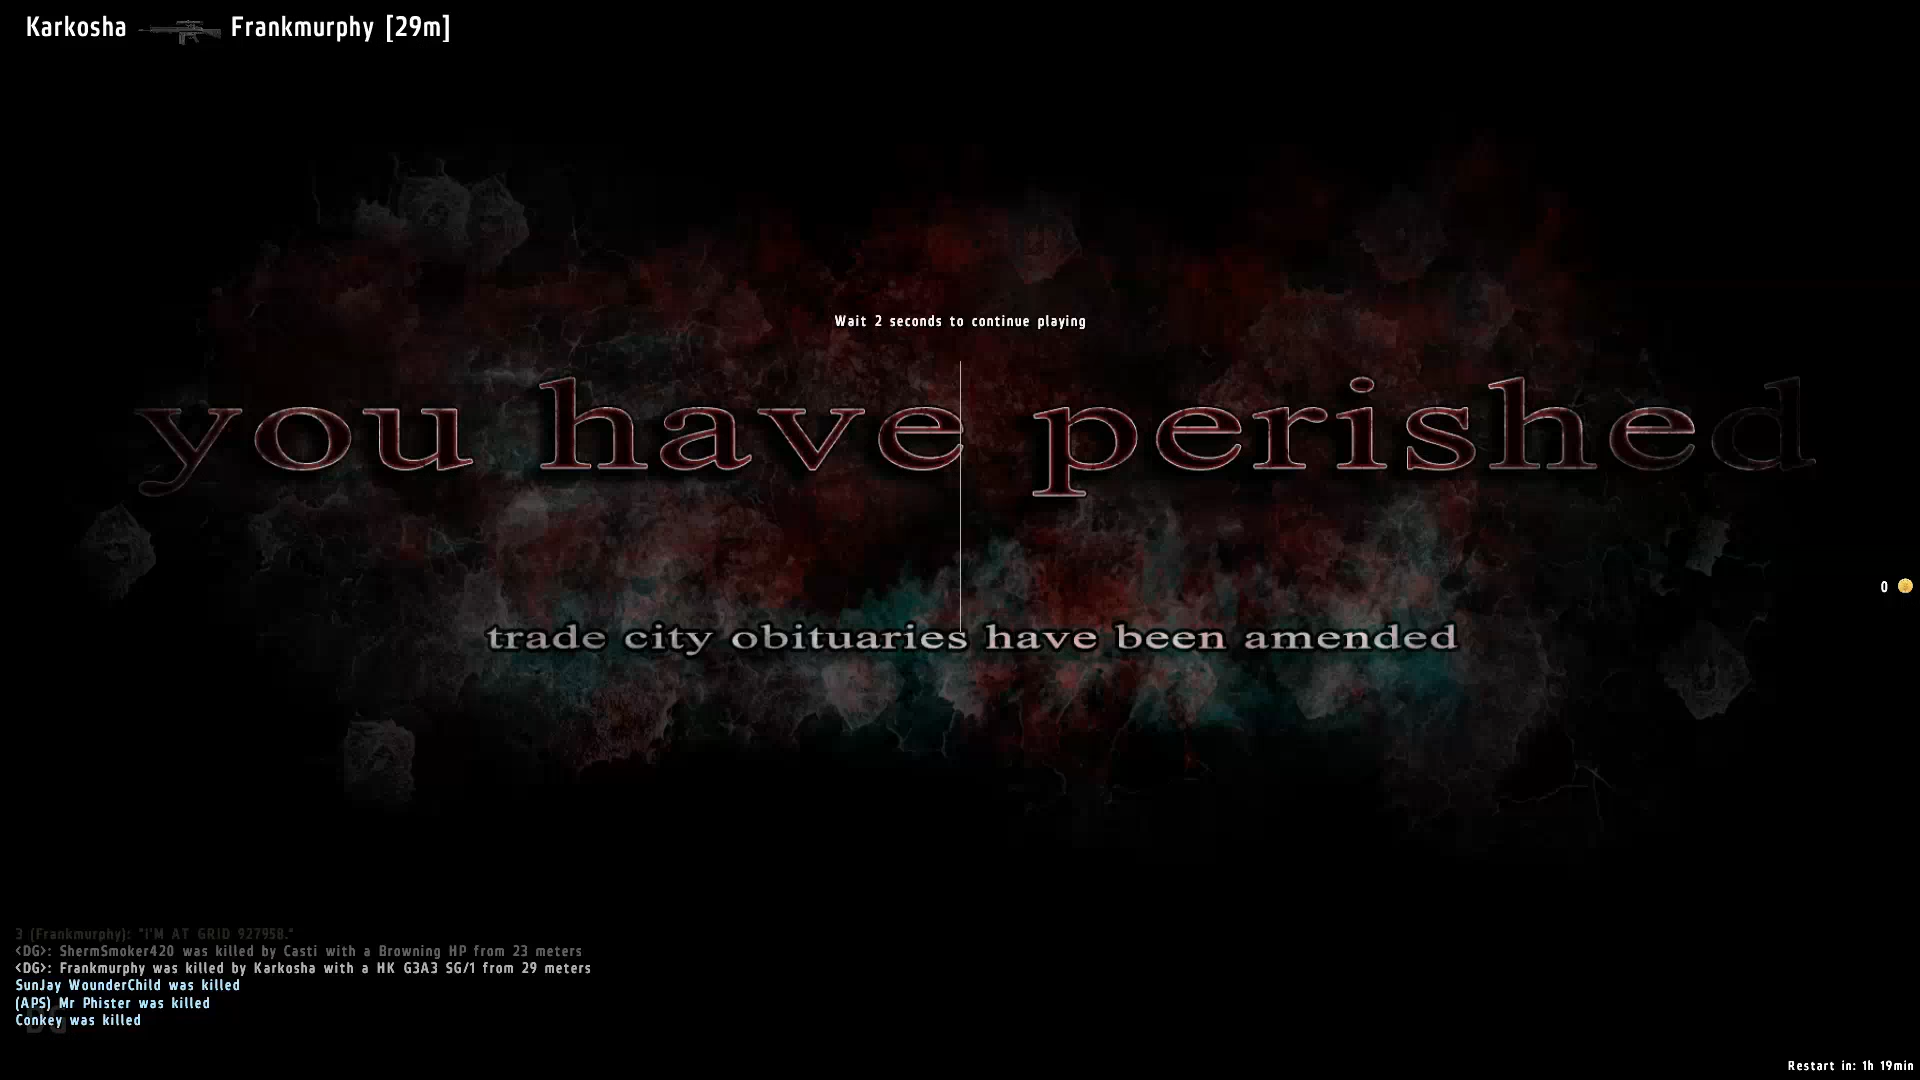 Karkosha Frankmurphy [29m]
Wait 2 seconds to continue playing
you have perished
0
trade city obituaries have been amended
3 (Frankmurphy): "I'M AT GRID 927958."
<DG>: ShermSmoker420 was killed by Casti with a Browning HP from 23 meters
<DG>: Frankmurphy was killed by Karkosha with a HK G3A3 SG/1 from 29 meters
SunJay WounderChild was killed
(APS) Mr Phister was killed
Conkey was killed
DG
Restart in: 1h 19min